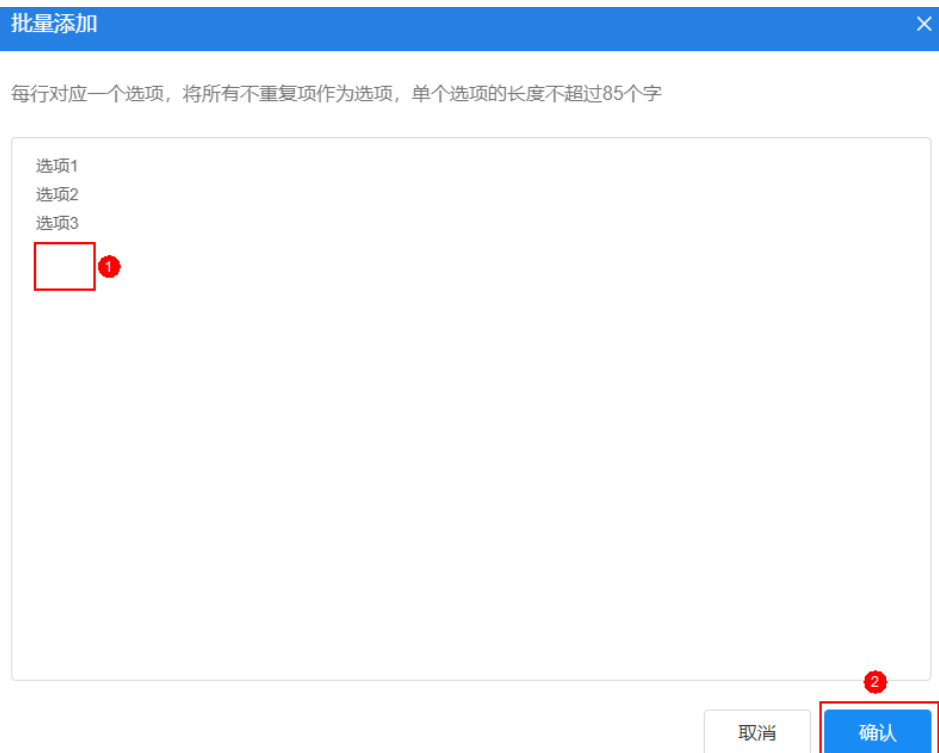 批量添加
每行对应一个选项，将所有不重复项作为选项，单个选项的长度不超过85个字
选项1
选项2
选项3
1
2
取消 确认